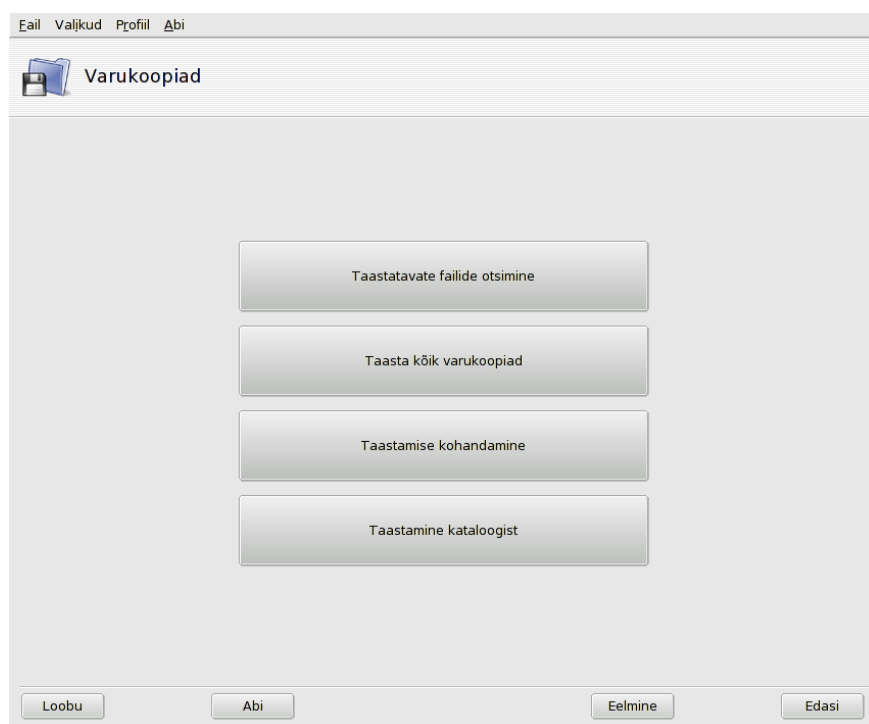 Fail Valikud Profiil Abi
Varukoopiad
Taastatavate failide otsimine
Taasta kõik varukoopiad
Taastamise kohandamine
Taastamine kataloogist
Loobu Abi Eelmine Edasi